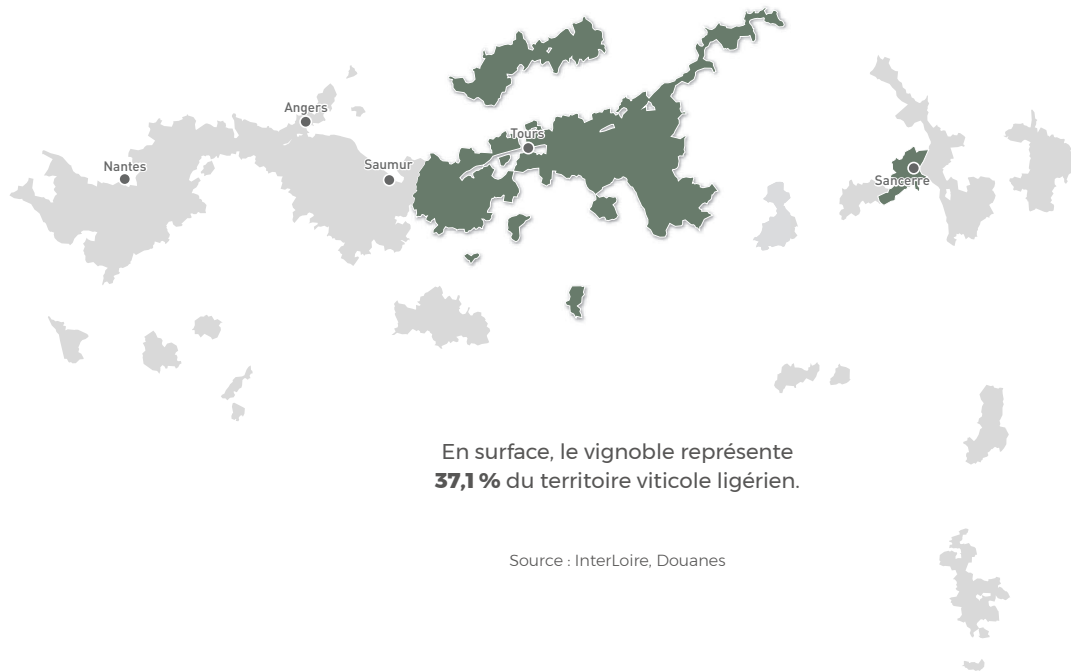 Angers
Tours
Nantes
Saumur
Sancerre
En surface, le vignoble représente
37,1 % du territoire viticole ligérien.
Source : InterLoire, Douanes